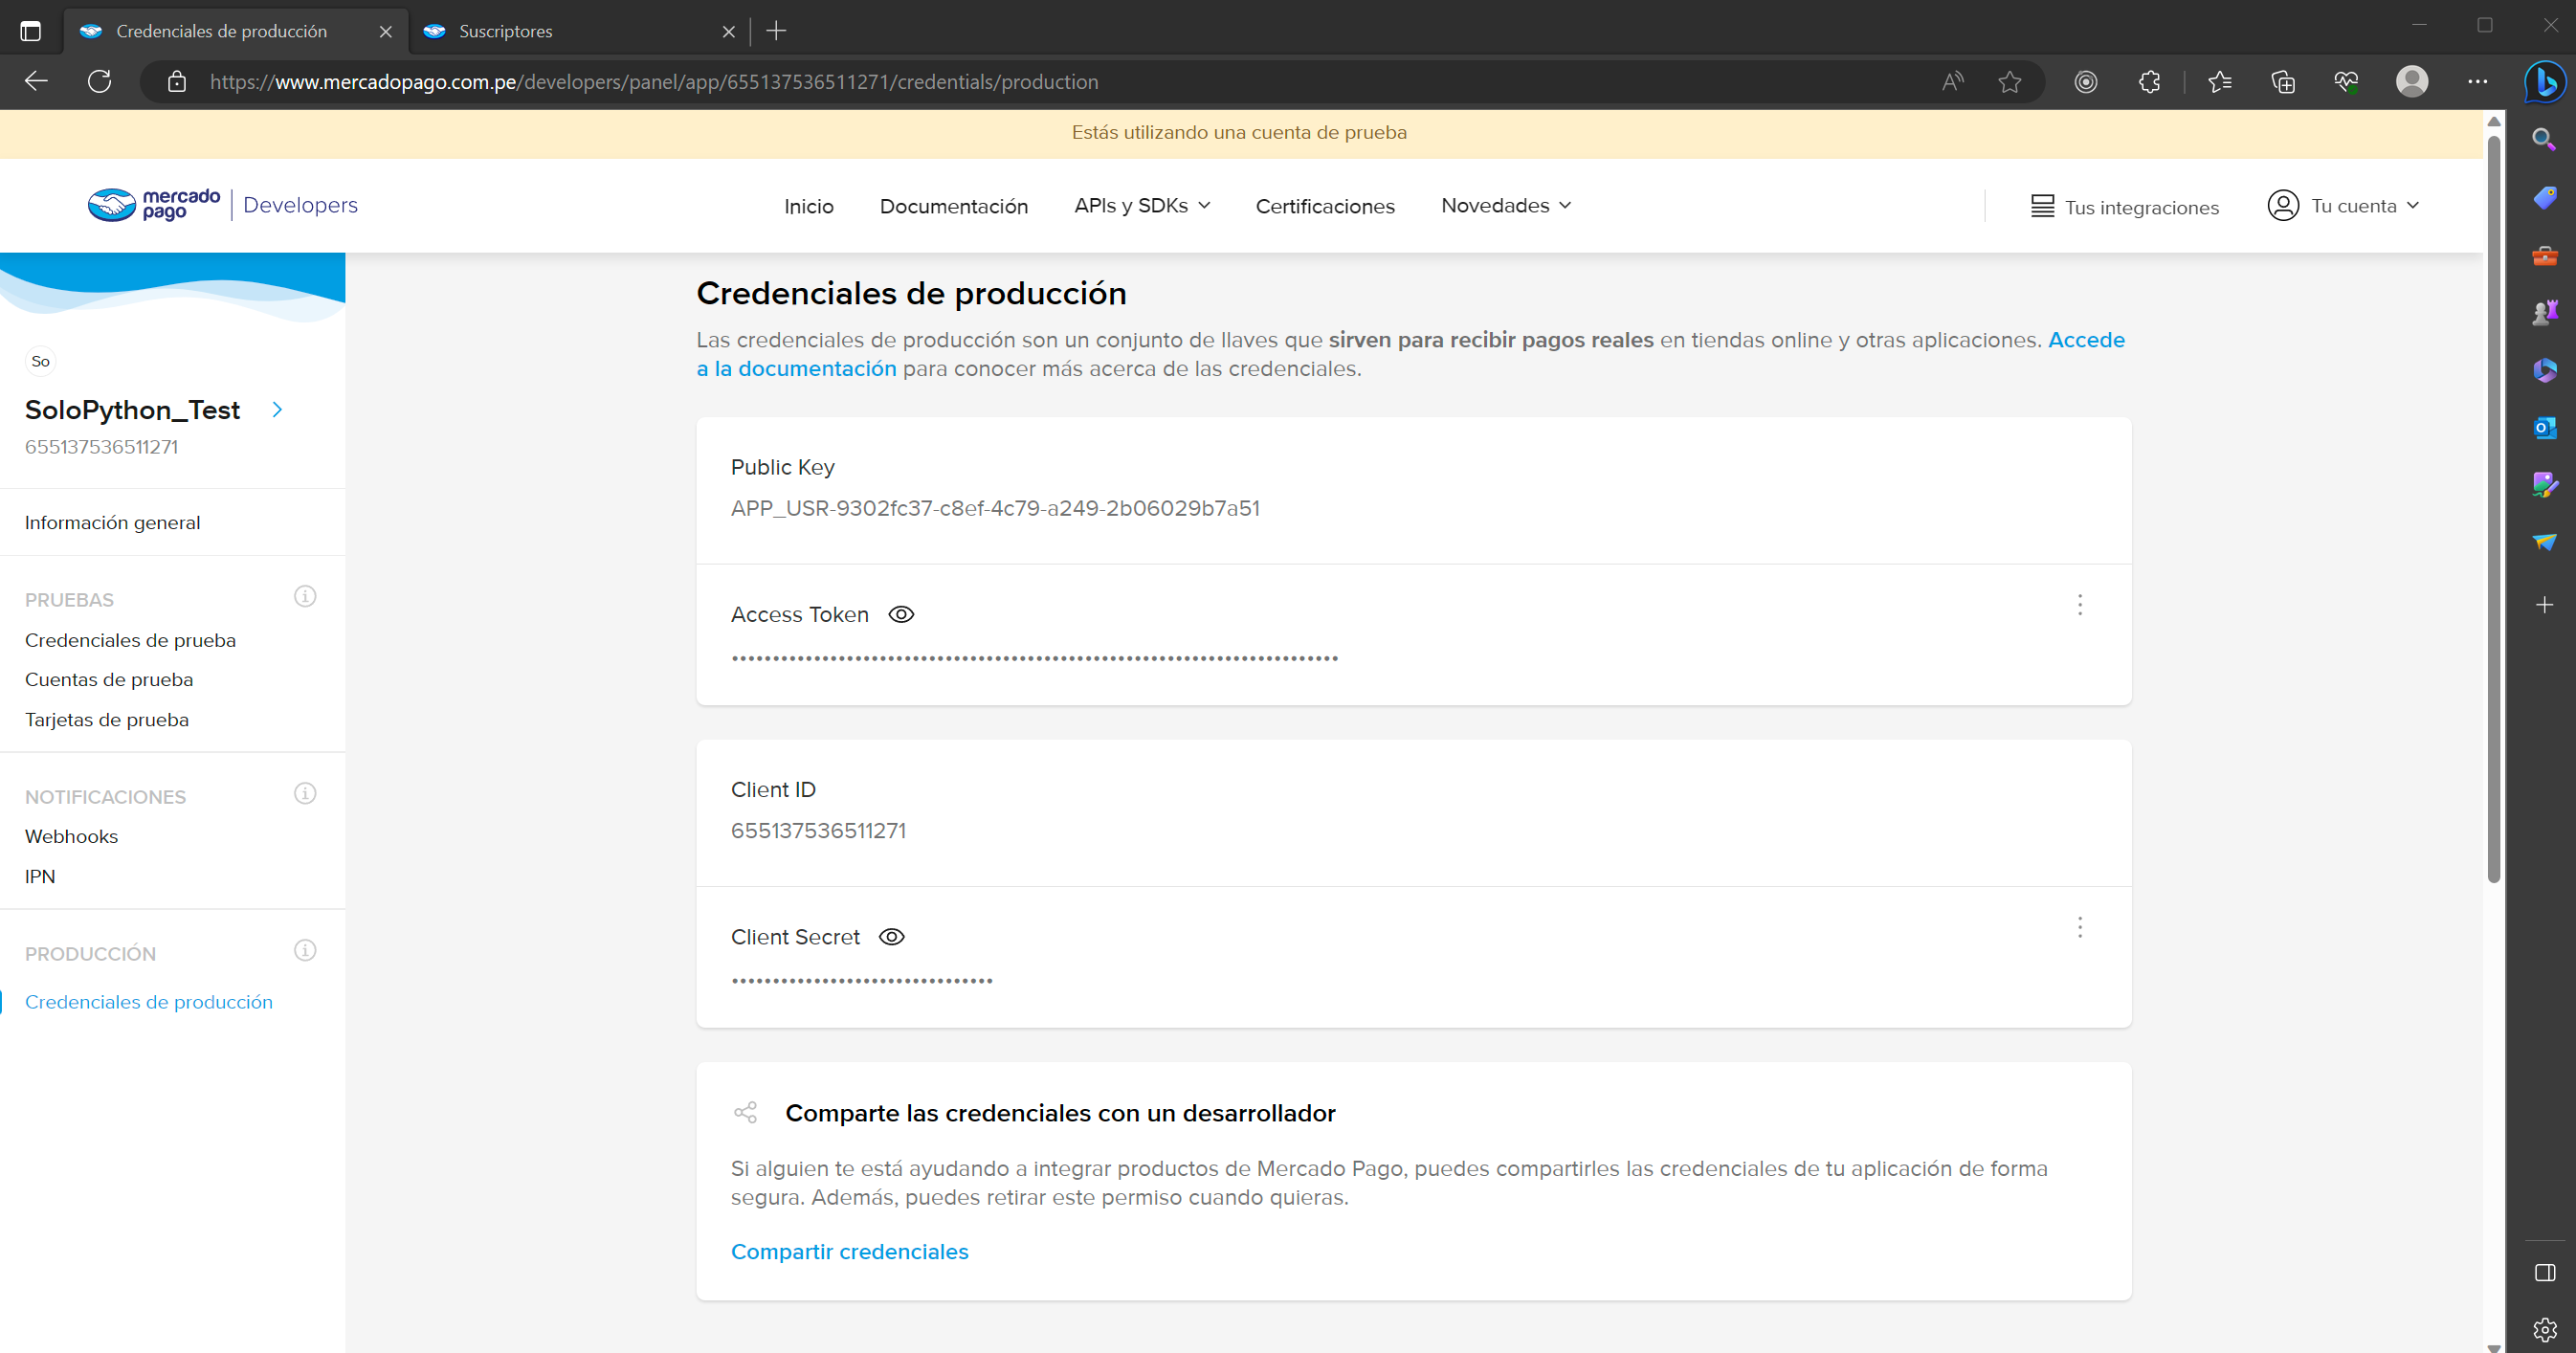 Credenciales de producción
Suscriptores
https://www.mercadopago.com.pe/developers/panel/app/655137536511271/credentials/production
Estás utilizando una cuenta de prueba
mercado pago | Developers
Inicio
Documentación
APIs y SDKs
Certificaciones
Novedades
Tus integraciones
Tu cuenta
So
SoloPython_Test
655137536511271
Información general
PRUEBAS
Credenciales de prueba
Cuentas de prueba
Tarjetas de prueba
NOTIFICACIONES
Webhooks
IPN
PRODUCCIÓN
Credenciales de producción
Credenciales de producción
Las credenciales de producción son un conjunto de llaves que sirven para recibir pagos reales en tiendas online y otras aplicaciones. Accede
a la documentación para conocer más acerca de las credenciales.
Public Key
APP_USR-9302fc37-c8ef-4c79-a249-2b06029b7a51
Access Token
Client ID
655137536511271
Client Secret
Comparte las credenciales con un desarrollador
Si alguien te está ayudando a integrar productos de Mercado Pago, puedes compartirles las credenciales de tu aplicación de forma
segura. Además, puedes retirar este permiso cuando quieras.
Compartir credenciales